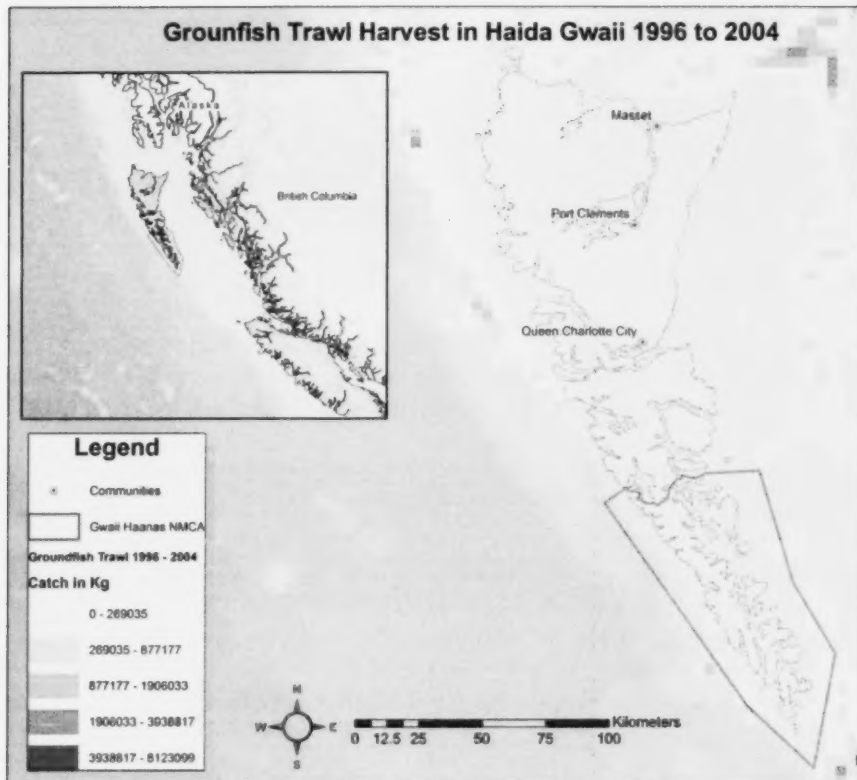 Grounfish Trawl Harvest in Haida Gwaii 1996 to 2004
Alaska
British Columbia
Masset
Port Clements
Queen Charlotte City
Legend
Communities
Gwaii Haanas NMCA
Groundfish Trawl 1996 - 2004
Catch in Kg
0 - 269035
269035 - 877177
877177 - 1906033
1906033 - 3938817
3938817 - 8123099
N
W E
S
Kilometers
0 12.5 25 50 75 100